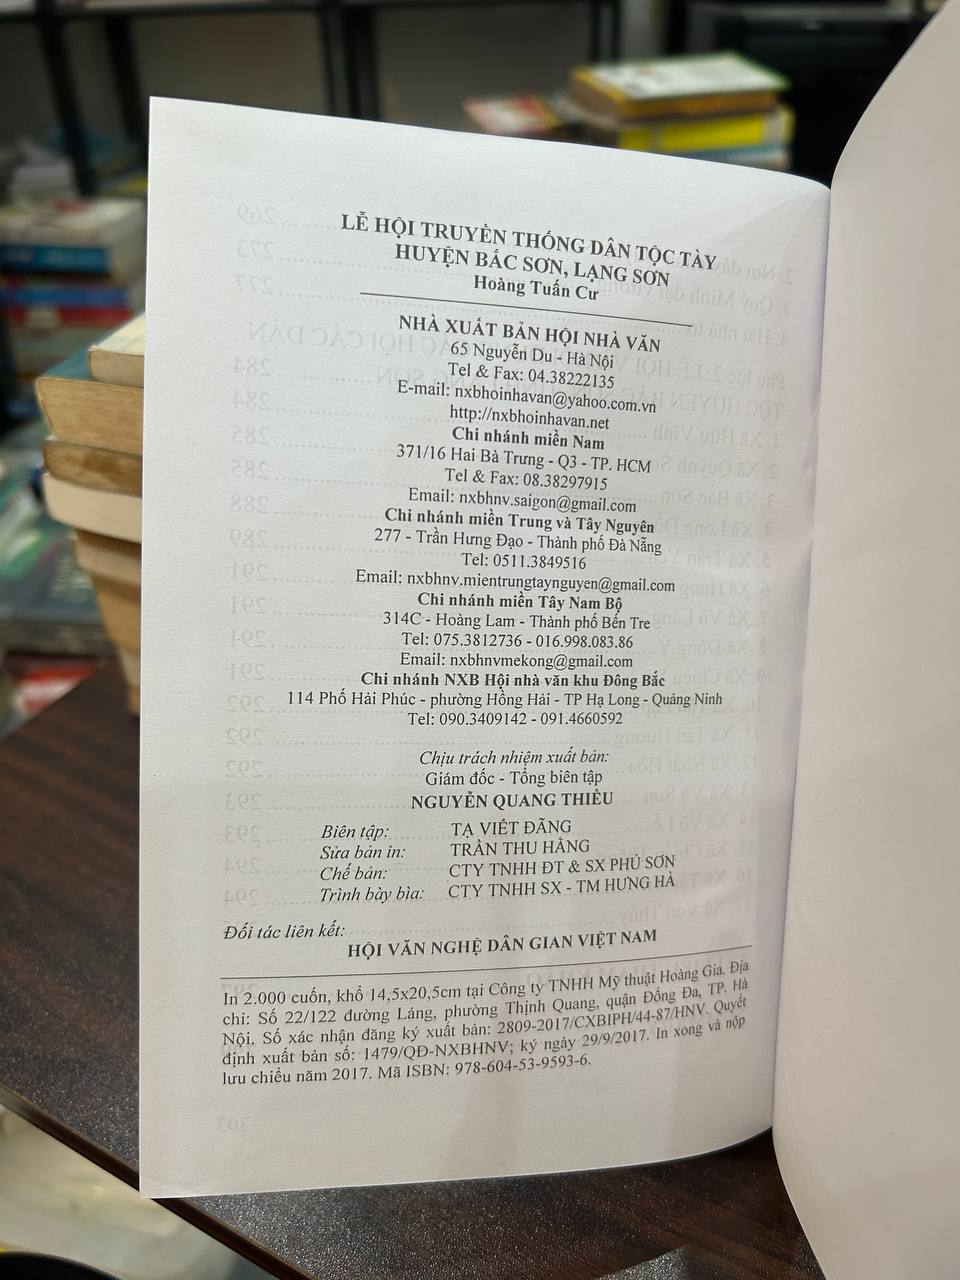 LỄ HỘI TRUYỀN THỐNG DÂN TỘC TÀY
HUYỆN BẮC SƠN, LẠNG SƠN
Hoàng Tuấn Cư
NHÀ XUẤT BẢN HỘI NHÀ VĂN
65 Nguyễn Du - Hà Nội
Tel & Fax: 04.38222135
E-mail: nxbhoinhavan@yahoo.com.vn
http://nxbhoinhavan.net
Chi nhánh miền Nam
371/16 Hai Bà Trưng - Q3 - TP. HCM
Tel & Fax: 08.38297915
Email: nxbhnv.saigon@gmail.com
Chi nhánh miền Trung và Tây Nguyên
277 - Trần Hưng Đạo - Thành phố Đà Nẵng
Tel: 0511.3849516
Email: nxbhnv.mientrungtaynguyen@gmail.com
Chi nhánh miền Tây Nam Bộ
314C - Hoàng Lam - Thành phố Bến Tre
Tel: 075.3812736 - 016.998.083.86
Email: nxbhnvmekong@gmail.com
Chi nhánh NXB Hội nhà văn khu Đông Bắc
114 Phố Hải Phúc - phường Hồng Hải - TP Hạ Long - Quảng Ninh
Tel: 090.3409142 - 091.4660592
Chịu trách nhiệm xuất bản:
Giám đốc - Tổng biên tập
NGUYỄN QUANG THIỀU
Biên tập: TẠ VIẾT ĐÃNG
Sửa bản in: TRẦN THU HẰNG
Chế bản: CTY TNHH ĐT & SX PHÚ SƠN
Trình bày bìa: CTY TNHH SX - TM HƯNG HÀ
Đối tác liên kết:
HỘI VĂN NGHỆ DÂN GIAN VIỆT NAM
In 2.000 cuốn, khổ 14,5x20,5cm tại Công ty TNHH Mỹ thuật Hoàng Gia. Địa
chỉ: Số 22/122 đường Láng, phường Thịnh Quang, quận Đống Đa, TP. Hà
Nội. Số xác nhận đăng ký xuất bản: 2809-2017/CXBIPH/44-87/HNV. Quyết
định xuất bản số: 1479/QĐ-NXBHNV; ký ngày 29/9/2017. In xong và nộp
lưu chiểu năm 2017. Mã ISBN: 978-604-53-9593-6.